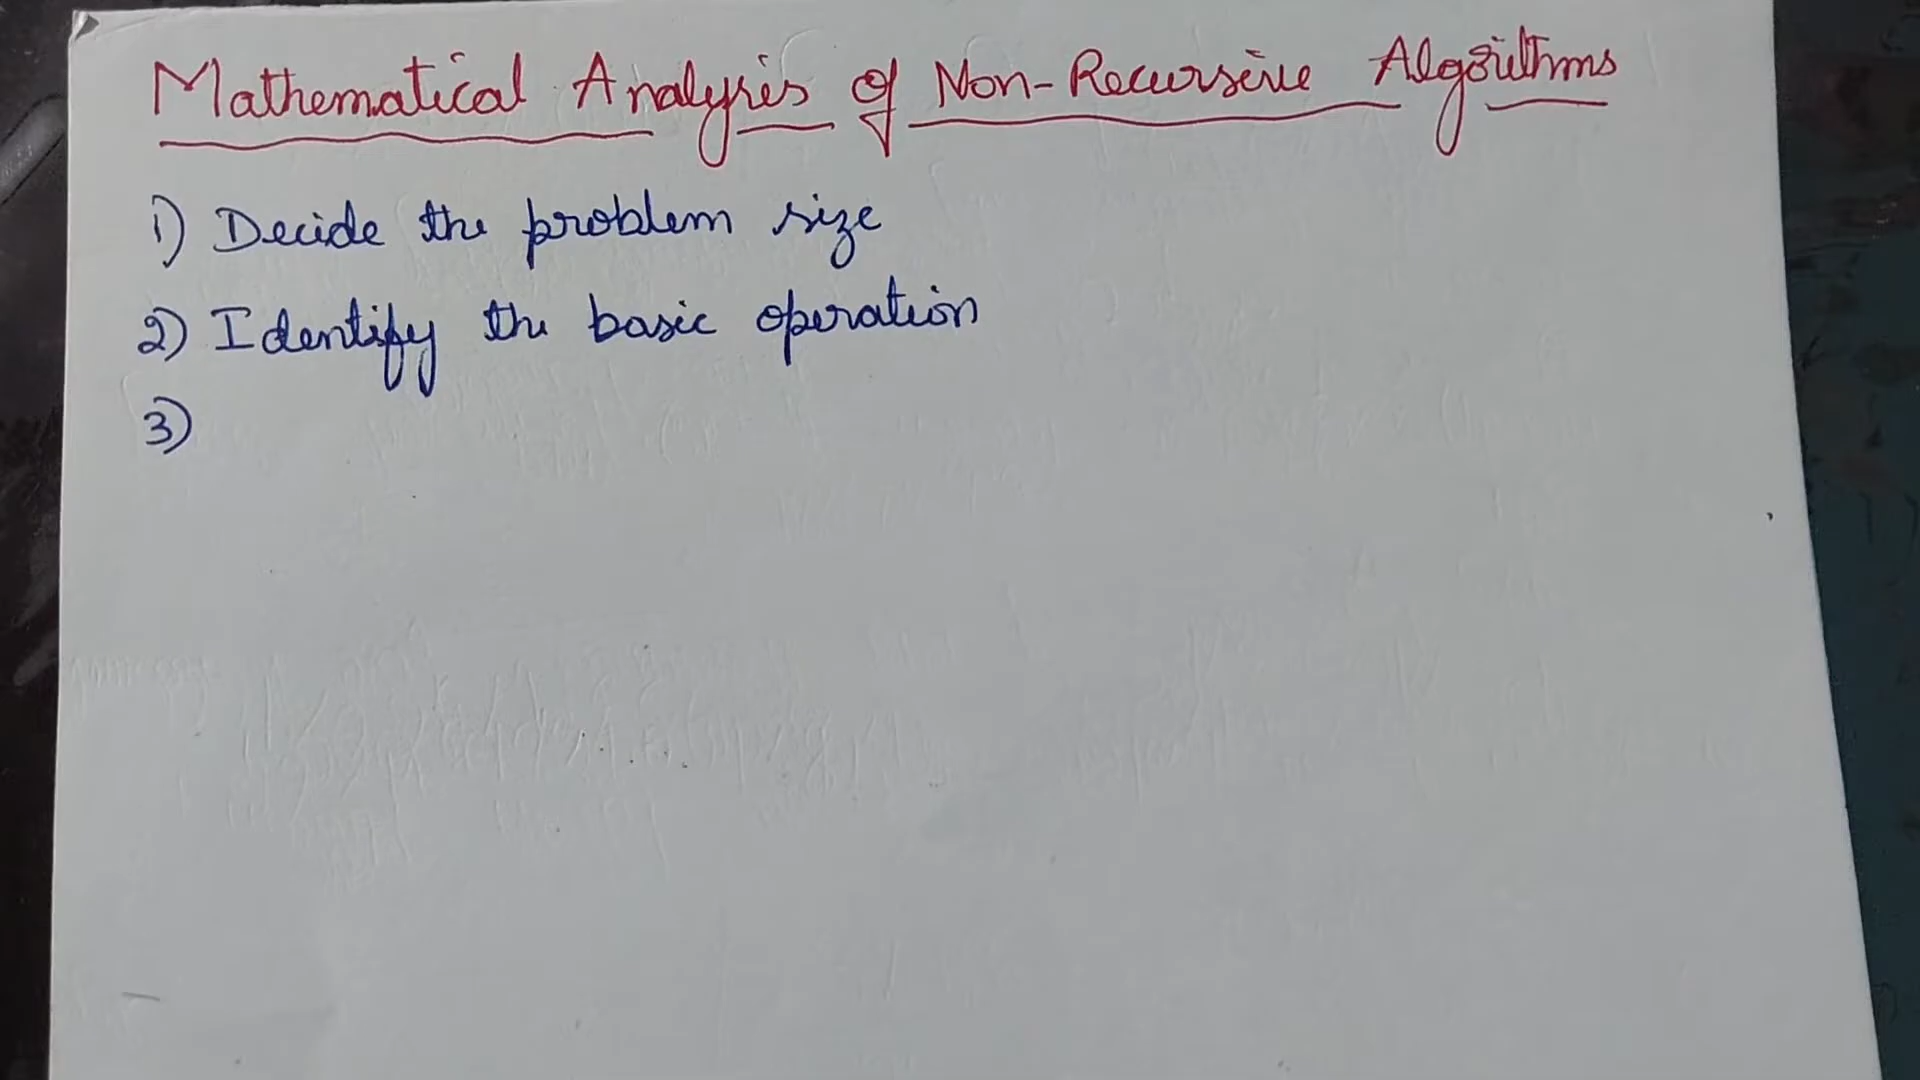 Mathematical Analysis of Non-Recursive Algorithms
1) Decide the problem size
2) Identify the basic operation
3)